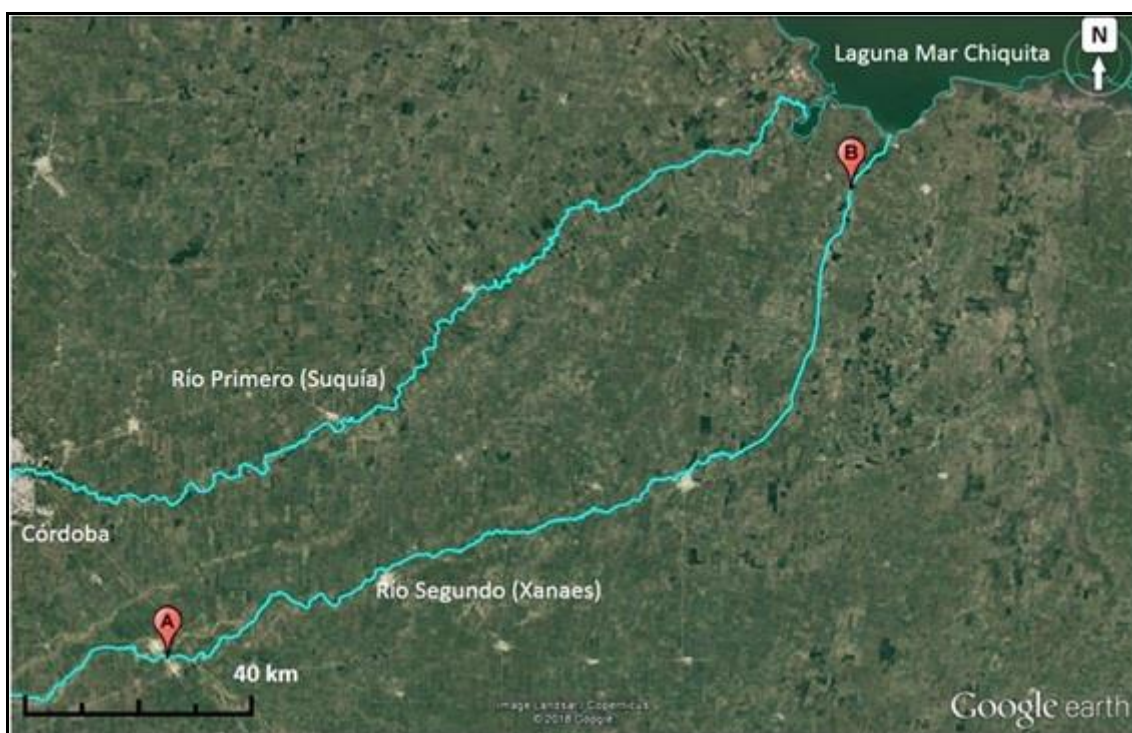 N
Laguna Mar Chiquita
B
Río Primero (Suquía)
Córdoba
Río Segundo (Xanaes)
A
40 km
Image Landsat / Copernicus
© 2018 Google
Google earth